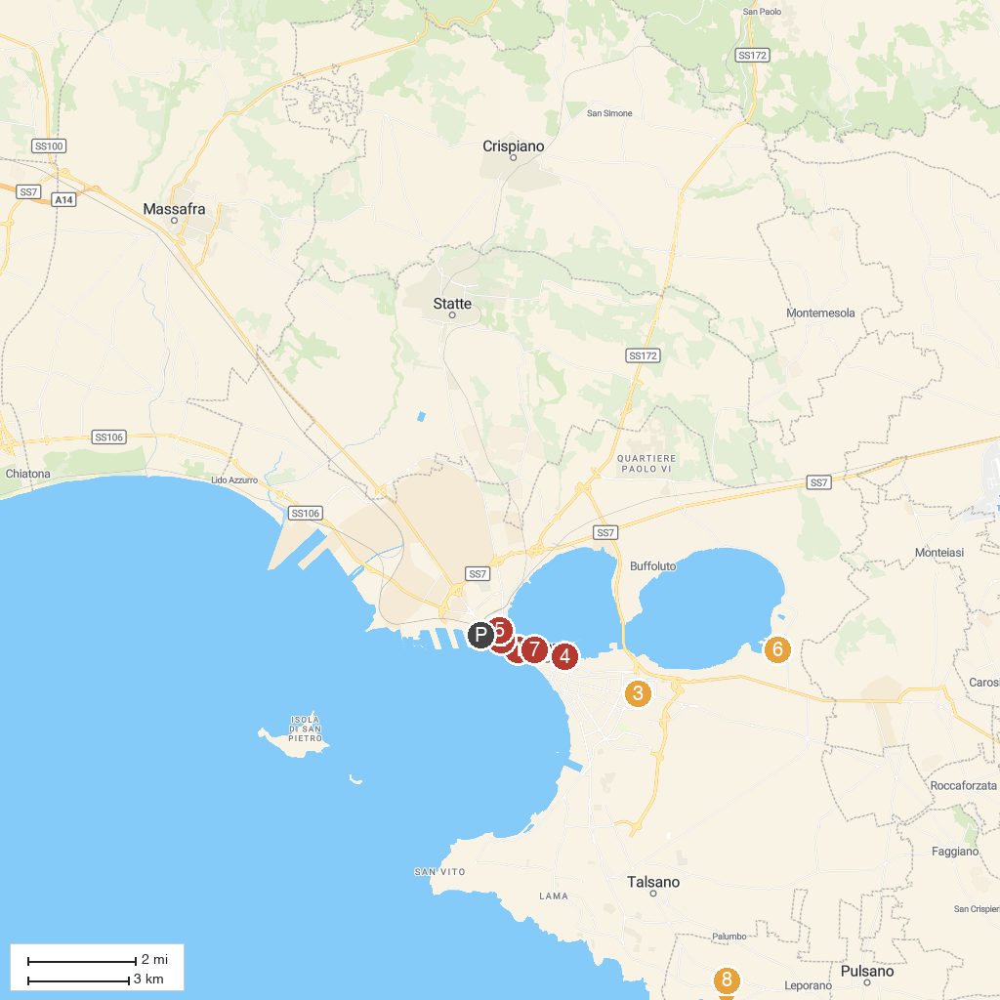 San Paolo
SS172
San Simone
SS100
Crispiano
SS7
A14
Massafra
Statte
Montemesola
SS172
SS106
QUARTIERE
PAOLO VI
Chiatona
Lido Azzurro
SS7
SS106
SS7
Monteiasi
SS7
Buffoluto
5
P
7
4
6
Carosi
3
ISOLA
DI SAN
PIETRO
Roccaforzata
Faggiano
SAN VITO
Talsano
LAMA
San Crispieri
Palumbo
2 mi
3 km
8
Pulsano
Leporano